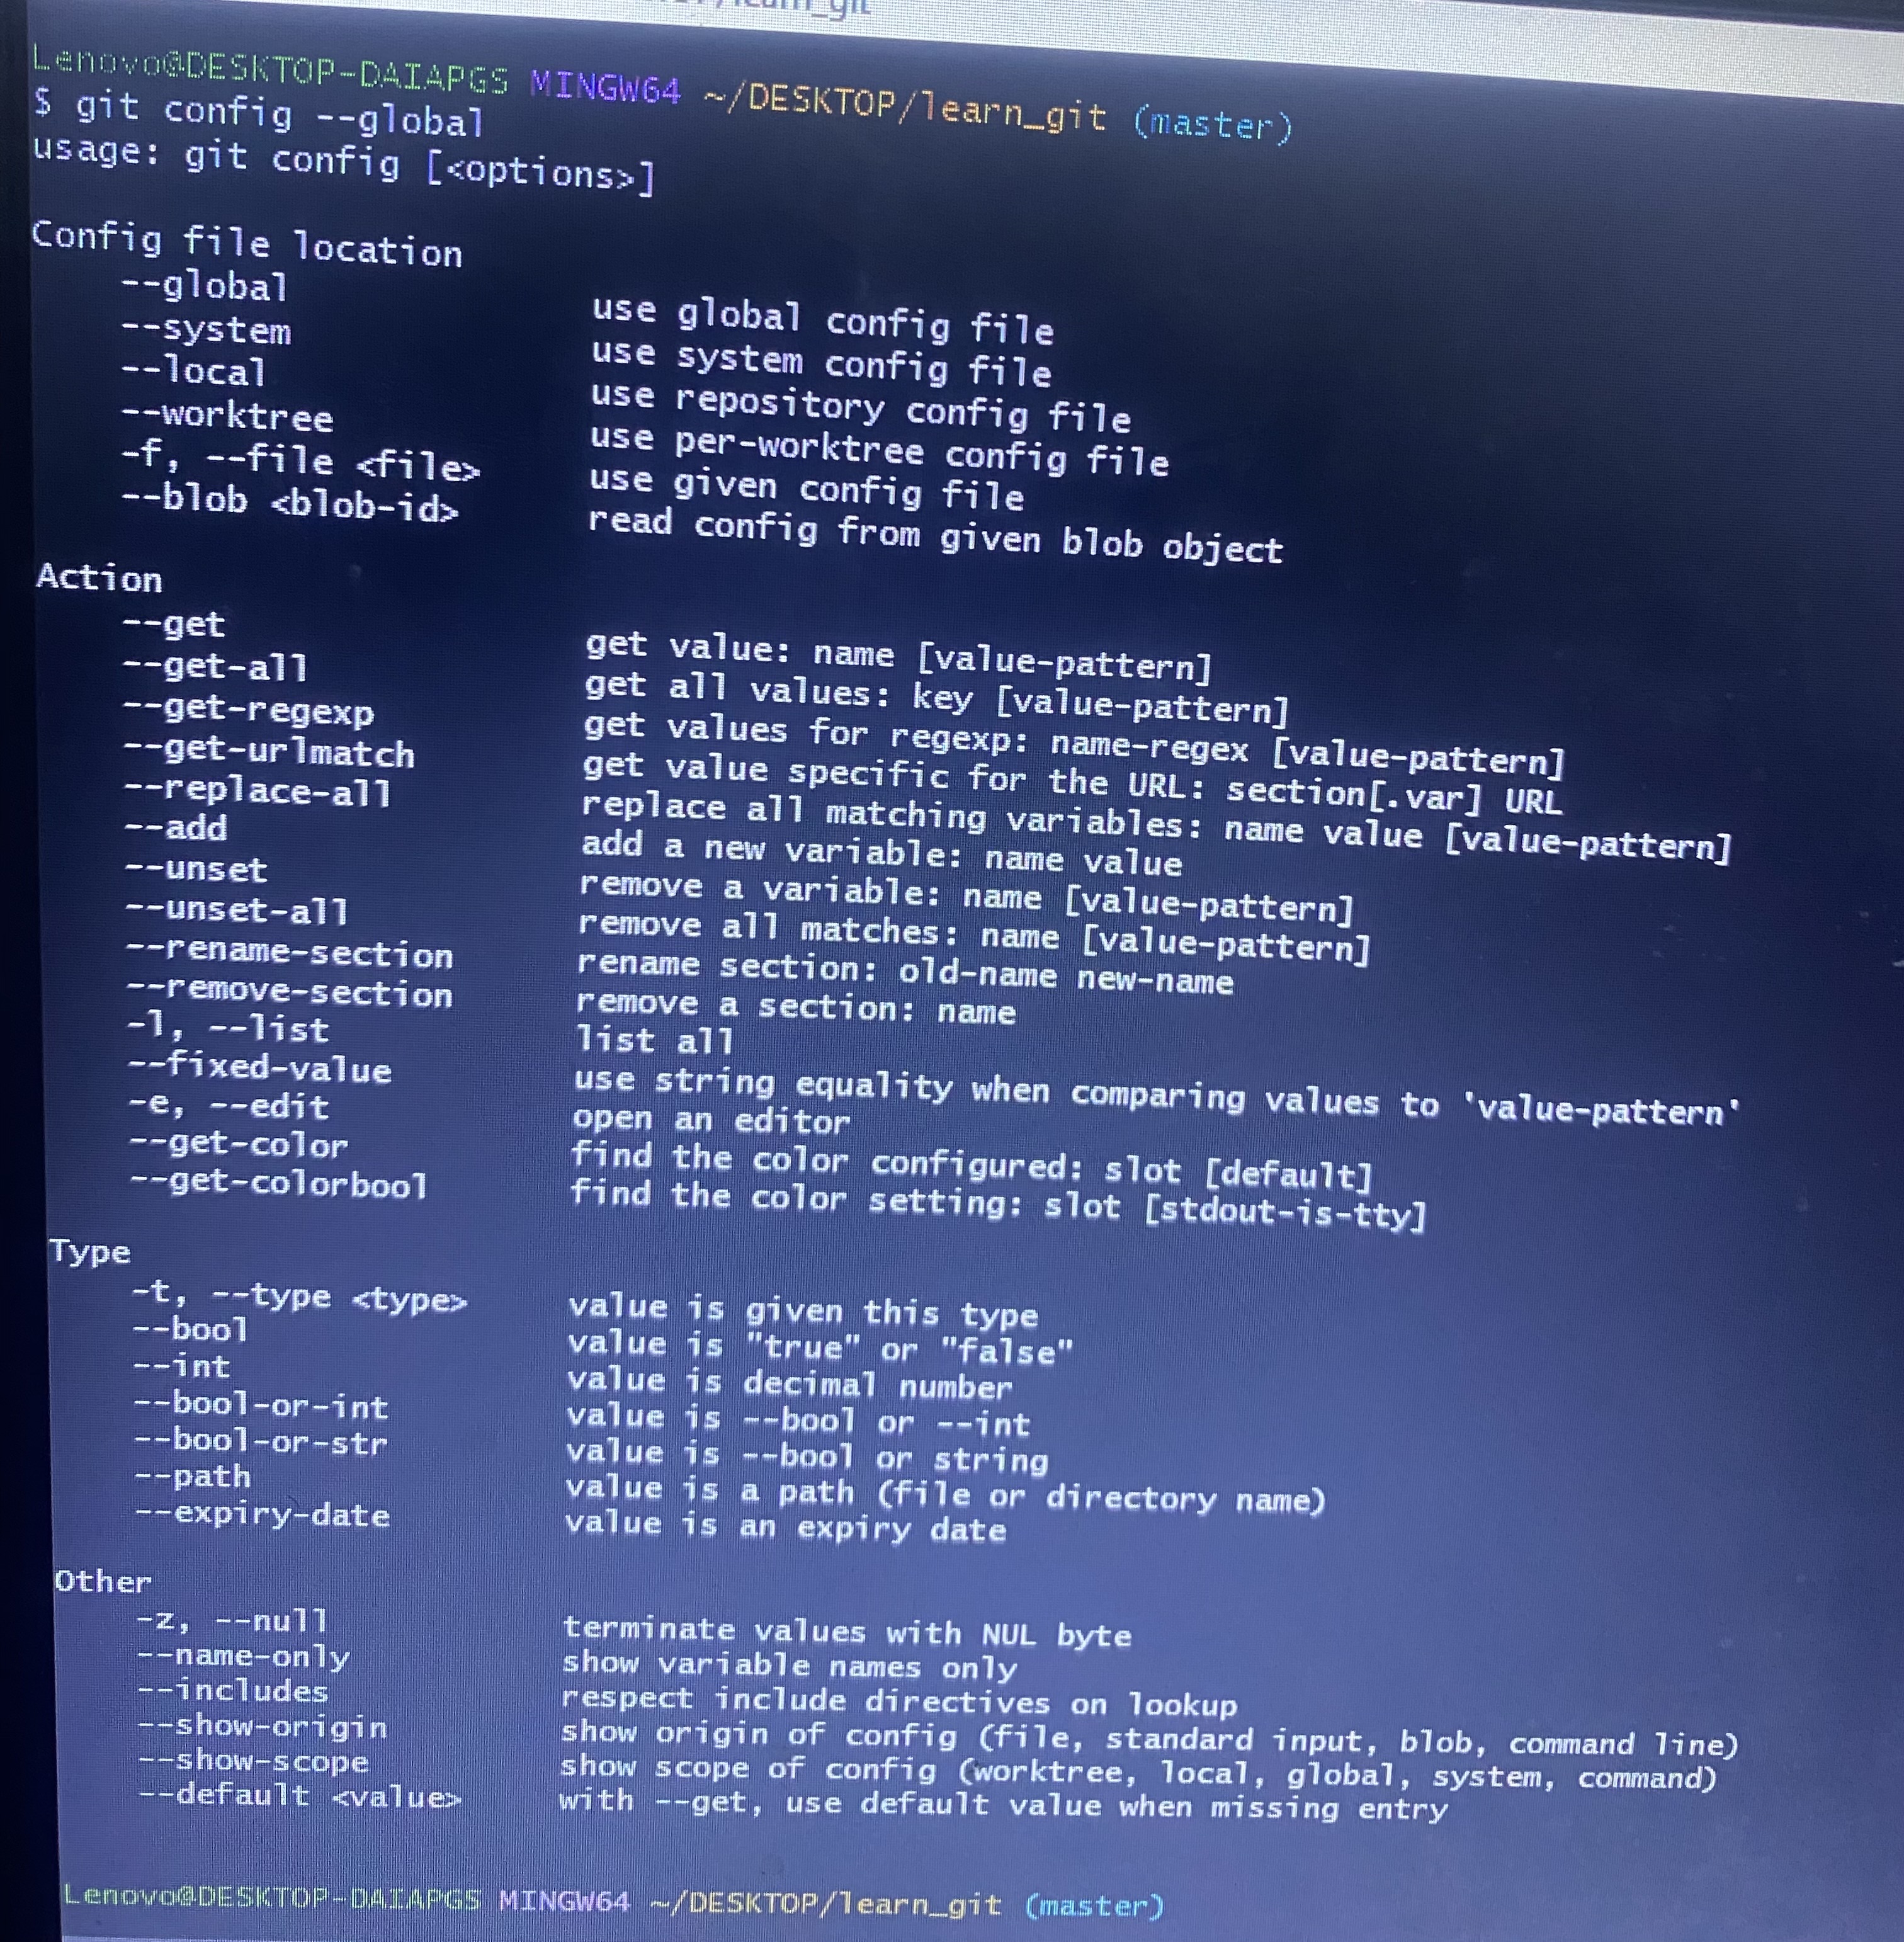 learn_git
Lenovo@DESKTOP-DAIAPGS MINGW64 ~/DESKTOP/learn_git (master)
$ git config --global
usage: git config [<options>]

Config file location
    --global              use global config file
    --system              use system config file
    --local               use repository config file
    --worktree            use per-worktree config file
    -f, --file <file>     use given config file
    --blob <blob-id>      read config from given blob object

Action
    --get                 get value: name [value-pattern]
    --get-all             get all values: key [value-pattern]
    --get-regexp          get values for regexp: name-regex [value-pattern]
    --get-urlmatch        get value specific for the URL: section[.var] URL
    --replace-all         replace all matching variables: name value [value-pattern]
    --add                 add a new variable: name value
    --unset               remove a variable: name [value-pattern]
    --unset-all           remove all matches: name [value-pattern]
    --rename-section      rename section: old-name new-name
    --remove-section      remove a section: name
    -l, --list            list all
    --fixed-value         use string equality when comparing values to 'value-pattern'
    -e, --edit            open an editor
    --get-color           find the color configured: slot [default]
    --get-colorbool       find the color setting: slot [stdout-is-tty]

Type
    -t, --type <type>     value is given this type
    --bool                value is "true" or "false"
    --int                 value is decimal number
    --bool-or-int         value is --bool or --int
    --bool-or-str         value is --bool or string
    --path                value is a path (file or directory name)
    --expiry-date         value is an expiry date

Other
    -z, --null            terminate values with NUL byte
    --name-only           show variable names only
    --includes            respect include directives on lookup
    --show-origin         show origin of config (file, standard input, blob, command line)
    --show-scope          show scope of config (worktree, local, global, system, command)
    --default <value>     with --get, use default value when missing entry

Lenovo@DESKTOP-DAIAPGS MINGW64 ~/DESKTOP/learn_git (master)